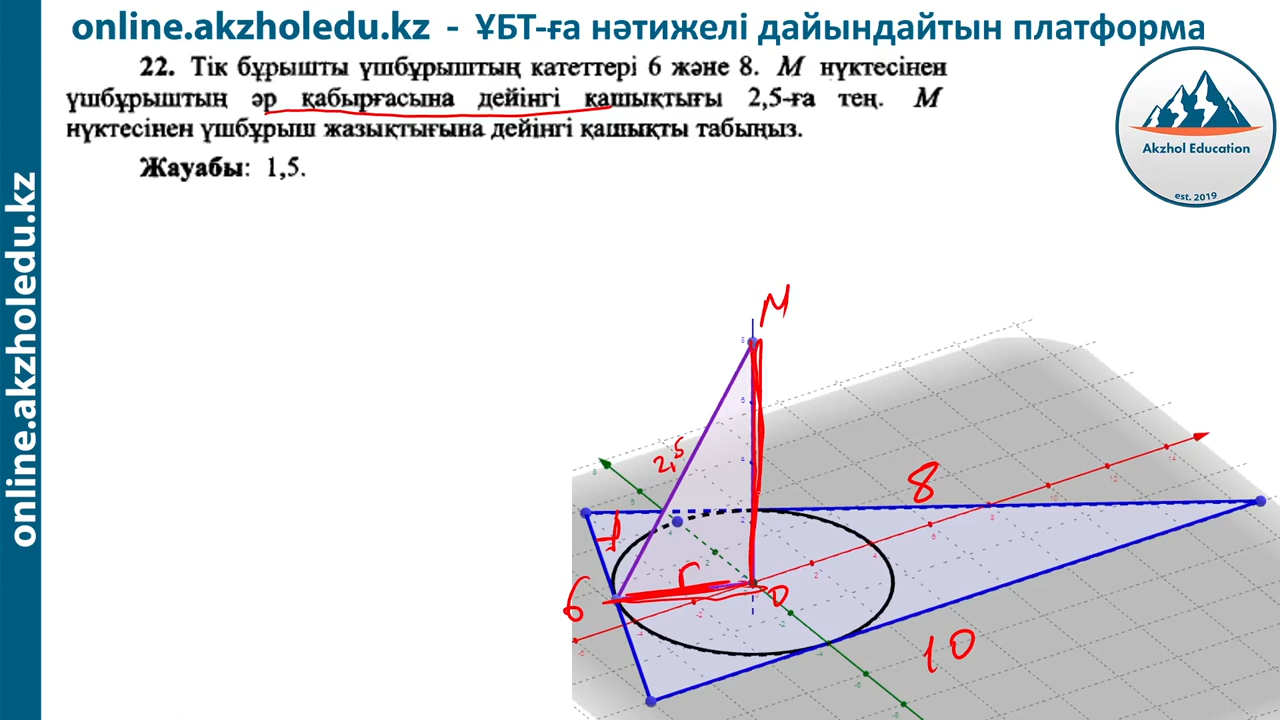 online.akzholedu.kz - ҰБТ-ға нәтижелі дайындайтын платформа
22. Тік бұрышты үшбұрыштың катеттері 6 және 8. M нүктесінен
үшбұрыштың әр қабырғасына дейінгі қашықтығы 2,5-ға тең. M
нүктесінен үшбұрыш жазықтығына дейінгі қашықты табыңыз.
Жауабы: 1,5.
Akzhol Education
est. 2019
online.akzholedu.kz
M
2,5
8
r
6
O
10